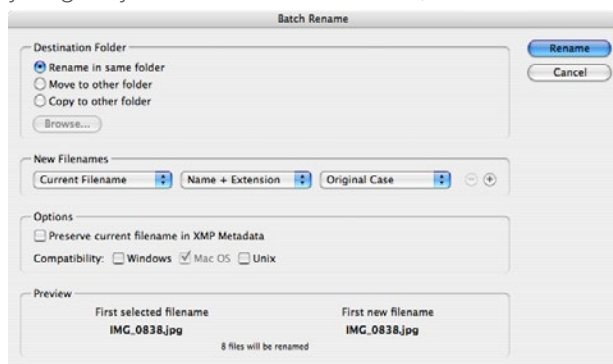 Batch Rename
Destination Folder
Rename in same folder
Move to other folder
Copy to other folder
Browse...
Rename
Cancel
New Filenames
Current Filename Name + Extension Original Case
Options
Preserve current filename in XMP Metadata
Compatibility: Windows Mac OS Unix
Preview
First selected filename First new filename
IMG_0838.jpg IMG_0838.jpg
8 files will be renamed